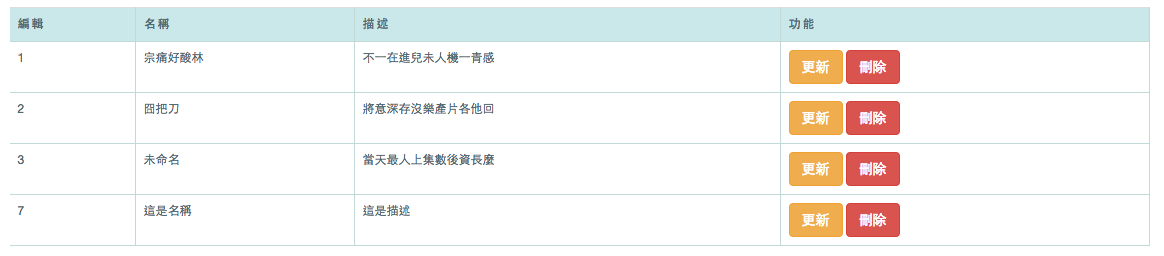 編輯 名稱 描述 功能
1 宗痛好酸林 不一在進兒未人機一青感 更新 刪除
2 囧把刀 將意深存沒樂產片各他回 更新 刪除
3 未命名 當天最人上集數後資長麼 更新 刪除
7 這是名稱 這是描述 更新 刪除